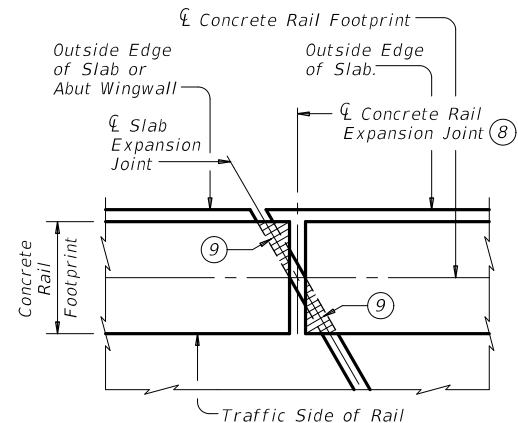 ℄ Concrete Rail Footprint
Outside Edge
of Slab or
Abut Wingwall
Outside Edge
of Slab.
℄ Slab
Expansion
Joint
℄ Concrete Rail
Expansion Joint 8
9
9
Concrete
Rail
Footprint
Traffic Side of Rail